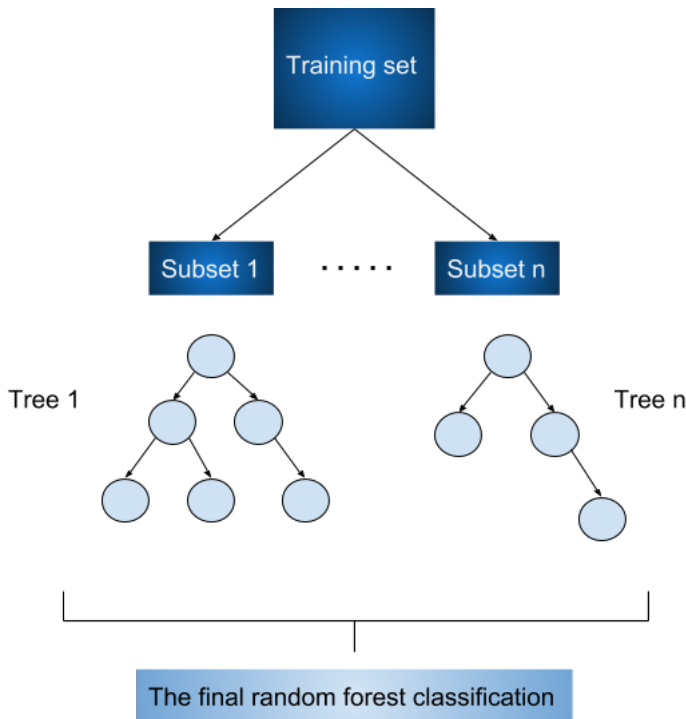 Training set
Subset 1
. . . . .
Subset n
Tree 1
Tree n
The final random forest classification